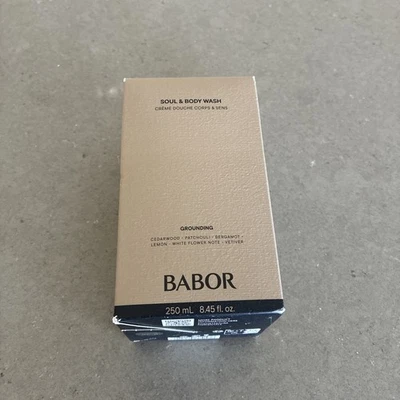 SOUL & BODY WASH
CRÈME DOUCHE CORPS & SENS
GROUNDING
CEDARWOOD - PATCHOULI - BERGAMOT -
LEMON - WHITE FLOWER NOTE - VETIVER
BABOR
250 mL 8.45 fl. oz.